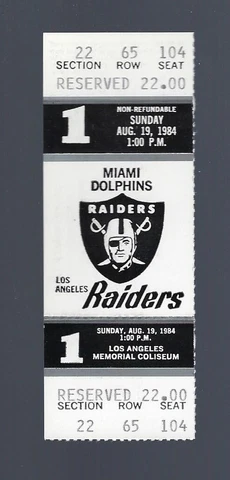 22 65 104
SECTION ROW SEAT
RESERVED 22.00
1
NON-REFUNDABLE
SUNDAY
AUG. 19, 1984
1:00 P.M.
MIAMI
DOLPHINS
RAIDERS
LOS
ANGELES Raiders
1
SUNDAY, AUG. 19, 1984
1:00 P.M.
LOS ANGELES
MEMORIAL COLISEUM
RESERVED 22.00
SECTION ROW SEAT
22 65 104